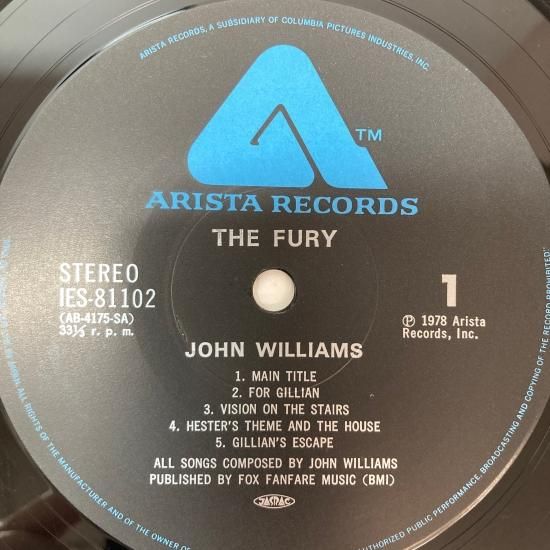 ARISTA RECORDS, A SUBSIDIARY OF COLUMBIA PICTURES INDUSTRIES, INC.
TM
ARISTA RECORDS
THE FURY
STEREO
IES-81102
(AB-4175-SA)
33⅓ r. p. m.
1
Ⓟ 1978 Arista
Records, Inc.
JOHN WILLIAMS
1. MAIN TITLE
2. FOR GILLIAN
3. VISION ON THE STAIRS
4. HESTER'S THEME AND THE HOUSE
5. GILLIAN'S ESCAPE
ALL SONGS COMPOSED BY JOHN WILLIAMS
PUBLISHED BY FOX FANFARE MUSIC (BMI)
JASRAC
ALL RIGHTS OF THE MANUFACTURER AND OF THE OWNER OF
AUTHORIZED PUBLIC PERFORMANCE, BROADCASTING AND COPYING OF THE RECORD PROHIBITED